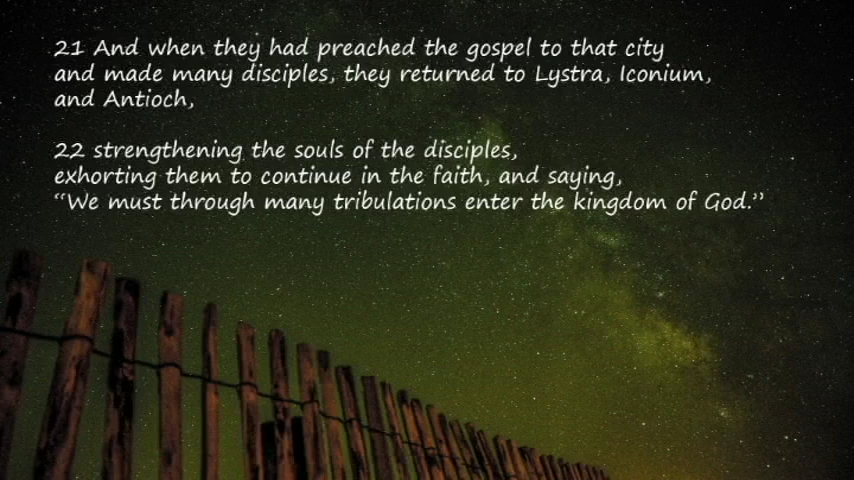 21 And when they had preached the gospel to that city
and made many disciples, they returned to Lystra, Iconium,
and Antioch,
22 strengthening the souls of the disciples,
exhorting them to continue in the faith, and saying,
“We must through many tribulations enter the kingdom of God.”